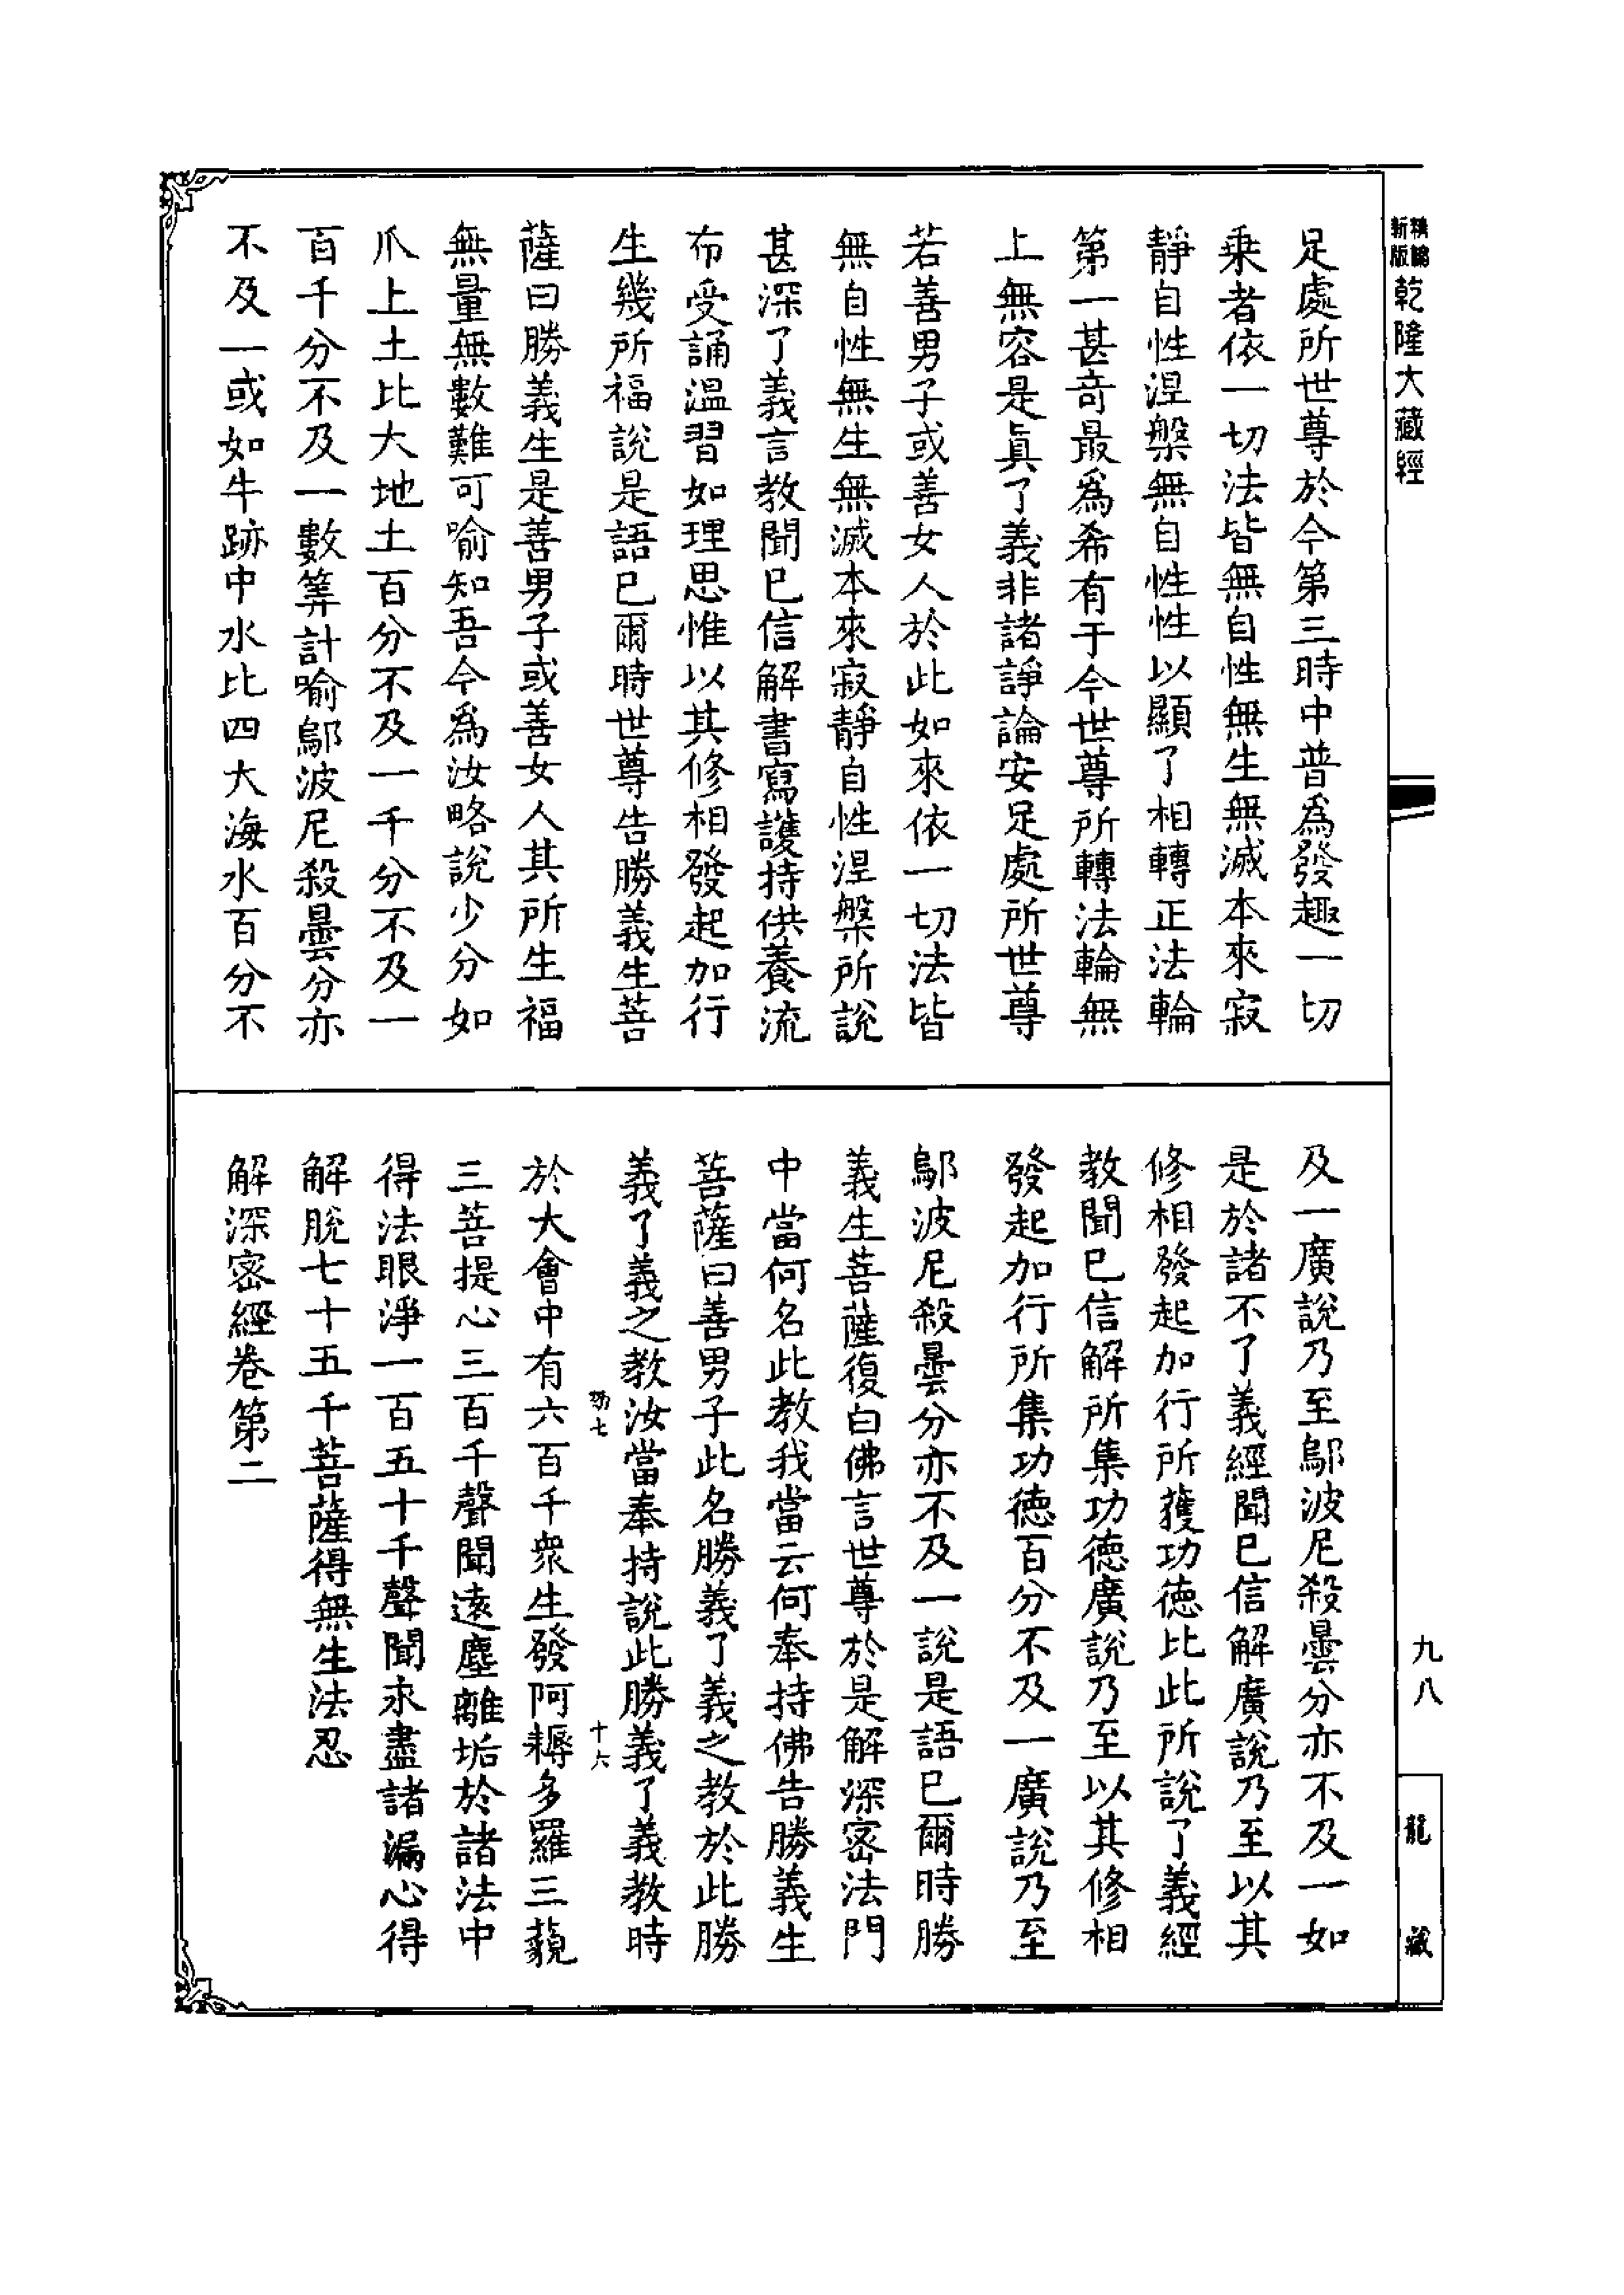 精編
新版
乾隆大藏經
九八
龍藏
足處所世尊於今第三時中普爲發趣一切
乗者依一切法皆無自性無生無滅本來寂
靜自性涅槃無自性性以顯了相轉正法輪
第一甚奇最爲希有于今世尊所轉法輪無
上無容是眞了義非諸諍論安足處所世尊
若善男子或善女人於此如來依一切法皆
無自性無生無滅本來寂靜自性涅槃所說
甚深了義言教聞已信解書寫護持供養流
布受誦溫習如理思惟以其修相發起加行
生幾所福說是語已爾時世尊告勝義生菩
薩曰勝義生是善男子或善女人其所生福
無量無數難可喻知吾今爲汝略說少分如
爪上土比大地土百分不及一千分不及一
百千分不及一數筭計喻鄔波尼殺曇分亦
不及一或如牛跡中水比四大海水百分不
及一廣說乃至鄔波尼殺曇分亦不及一如
是於諸不了義經聞已信解廣說乃至以其
修相發起加行所獲功德比此所說了義經
教聞已信解所集功德廣說乃至以其修相
發起加行所集功德百分不及一廣說乃至
鄔波尼殺曇分亦不及一說是語已爾時勝
義生菩薩復白佛言世尊於是解深密法門
中當何名此教我當云何奉持佛告勝義生
菩薩曰善男子此名勝義了義之教於此勝
義了義之教汝當奉持說此勝義了義教時
七 十六
於大會中有六百千衆生發阿耨多羅三藐
三菩提心三百千聲聞遠塵離垢於諸法中
得法眼淨一百五十千聲聞永盡諸漏心得
解脫七十五千菩薩得無生法忍
解深密經卷第二